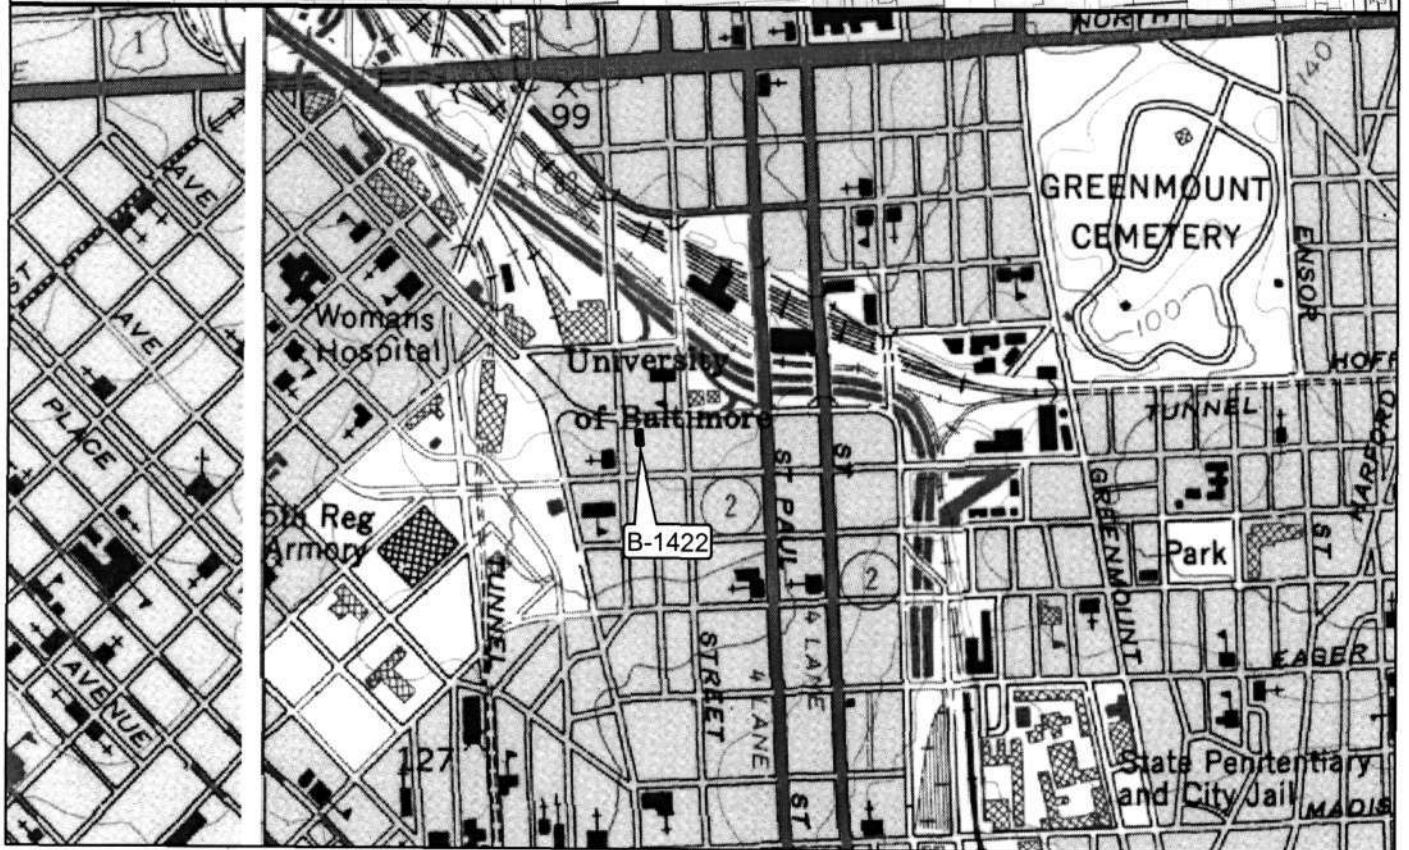 NORTH
1
1
E
140
99
AVE
GREENMOUNT
CEMETERY
ENSOR
ST
AVE
Womans
Hospital
100
HOFF
University
of Baltimore
TUNNEL
PLACE
HARFORD
ST PAUL
ST
GREENMOUNT
2
5th Reg
Armory
B-1422
Park
ST
2
TUNNEL
4 LANE
STREET
4 LANE
EAGER
AVENUE
127
State Penitentiary
and City Jail
MADIS
ST